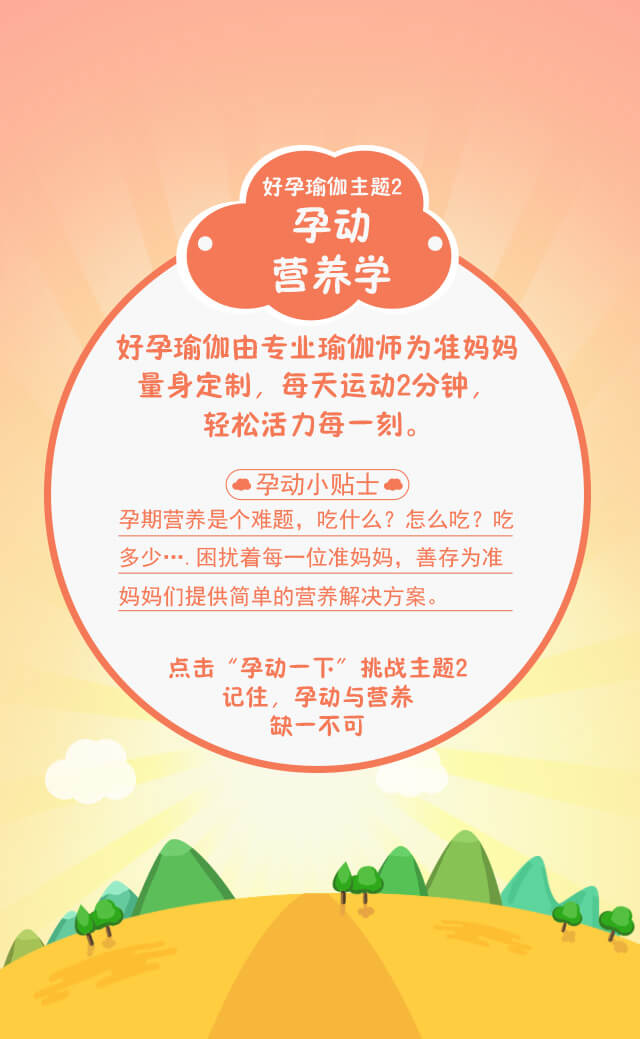 好孕瑜伽主题2
孕动
营养学
好孕瑜伽由专业瑜伽师为准妈妈
量身定制，每天运动2分钟，
轻松活力每一刻。
孕动小贴士
孕期营养是个难题，吃什么？怎么吃？吃
多少….困扰着每一位准妈妈，善存为准
妈妈们提供简单的营养解决方案。
点击“孕动一下”挑战主题2
记住，孕动与营养
缺一不可